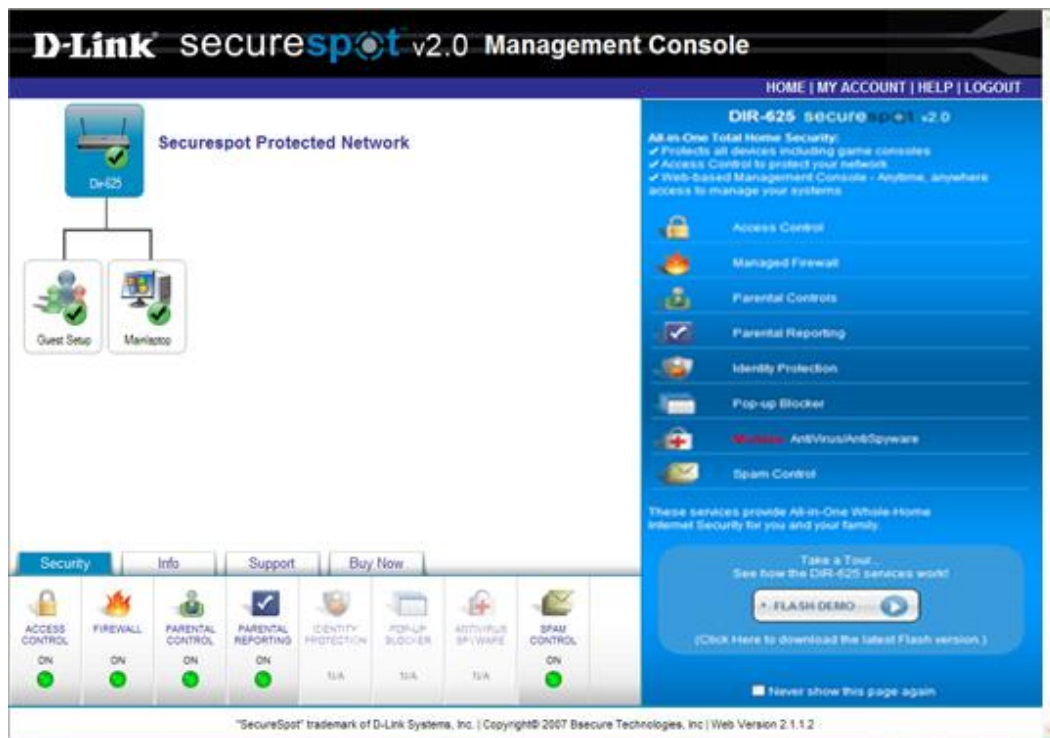 D-Link securespot v2.0 Management Console
HOME | MY ACCOUNT | HELP | LOGOUT
Dir-625
Securespot Protected Network
Guest Setup
Mainlaptop
DIR-625 securespot v2.0
All-in-One Total Home Security:
Protects all devices including game consoles
Access Control to protect your network
Web-based Management Console - Anytime, anywhere
access to manage your systems
Access Control
Managed Firewall
Parental Controls
Parental Reporting
Identity Protection
Pop-up Blocker
AntiVirus/AntiSpyware
Spam Control
These services provide All-in-One Whole-Home
Internet Security for you and your family.
Take a Tour...
See how the DIR-625 services work!
FLASH DEMO
(Click Here to download the latest Flash version.)
Never show this page again
Security
Info
Support
Buy Now
ACCESS CONTROL
ON
FIREWALL
ON
PARENTAL CONTROL
ON
PARENTAL REPORTING
ON
IDENTITY PROTECTION
N/A
POP-UP BLOCKER
N/A
ANTIVIRUS SPYWARE
N/A
SPAM CONTROL
ON
"SecureSpot" trademark of D-Link Systems, Inc. | Copyright© 2007 Bsecure Technologies, Inc | Web Version 2.1.1.2